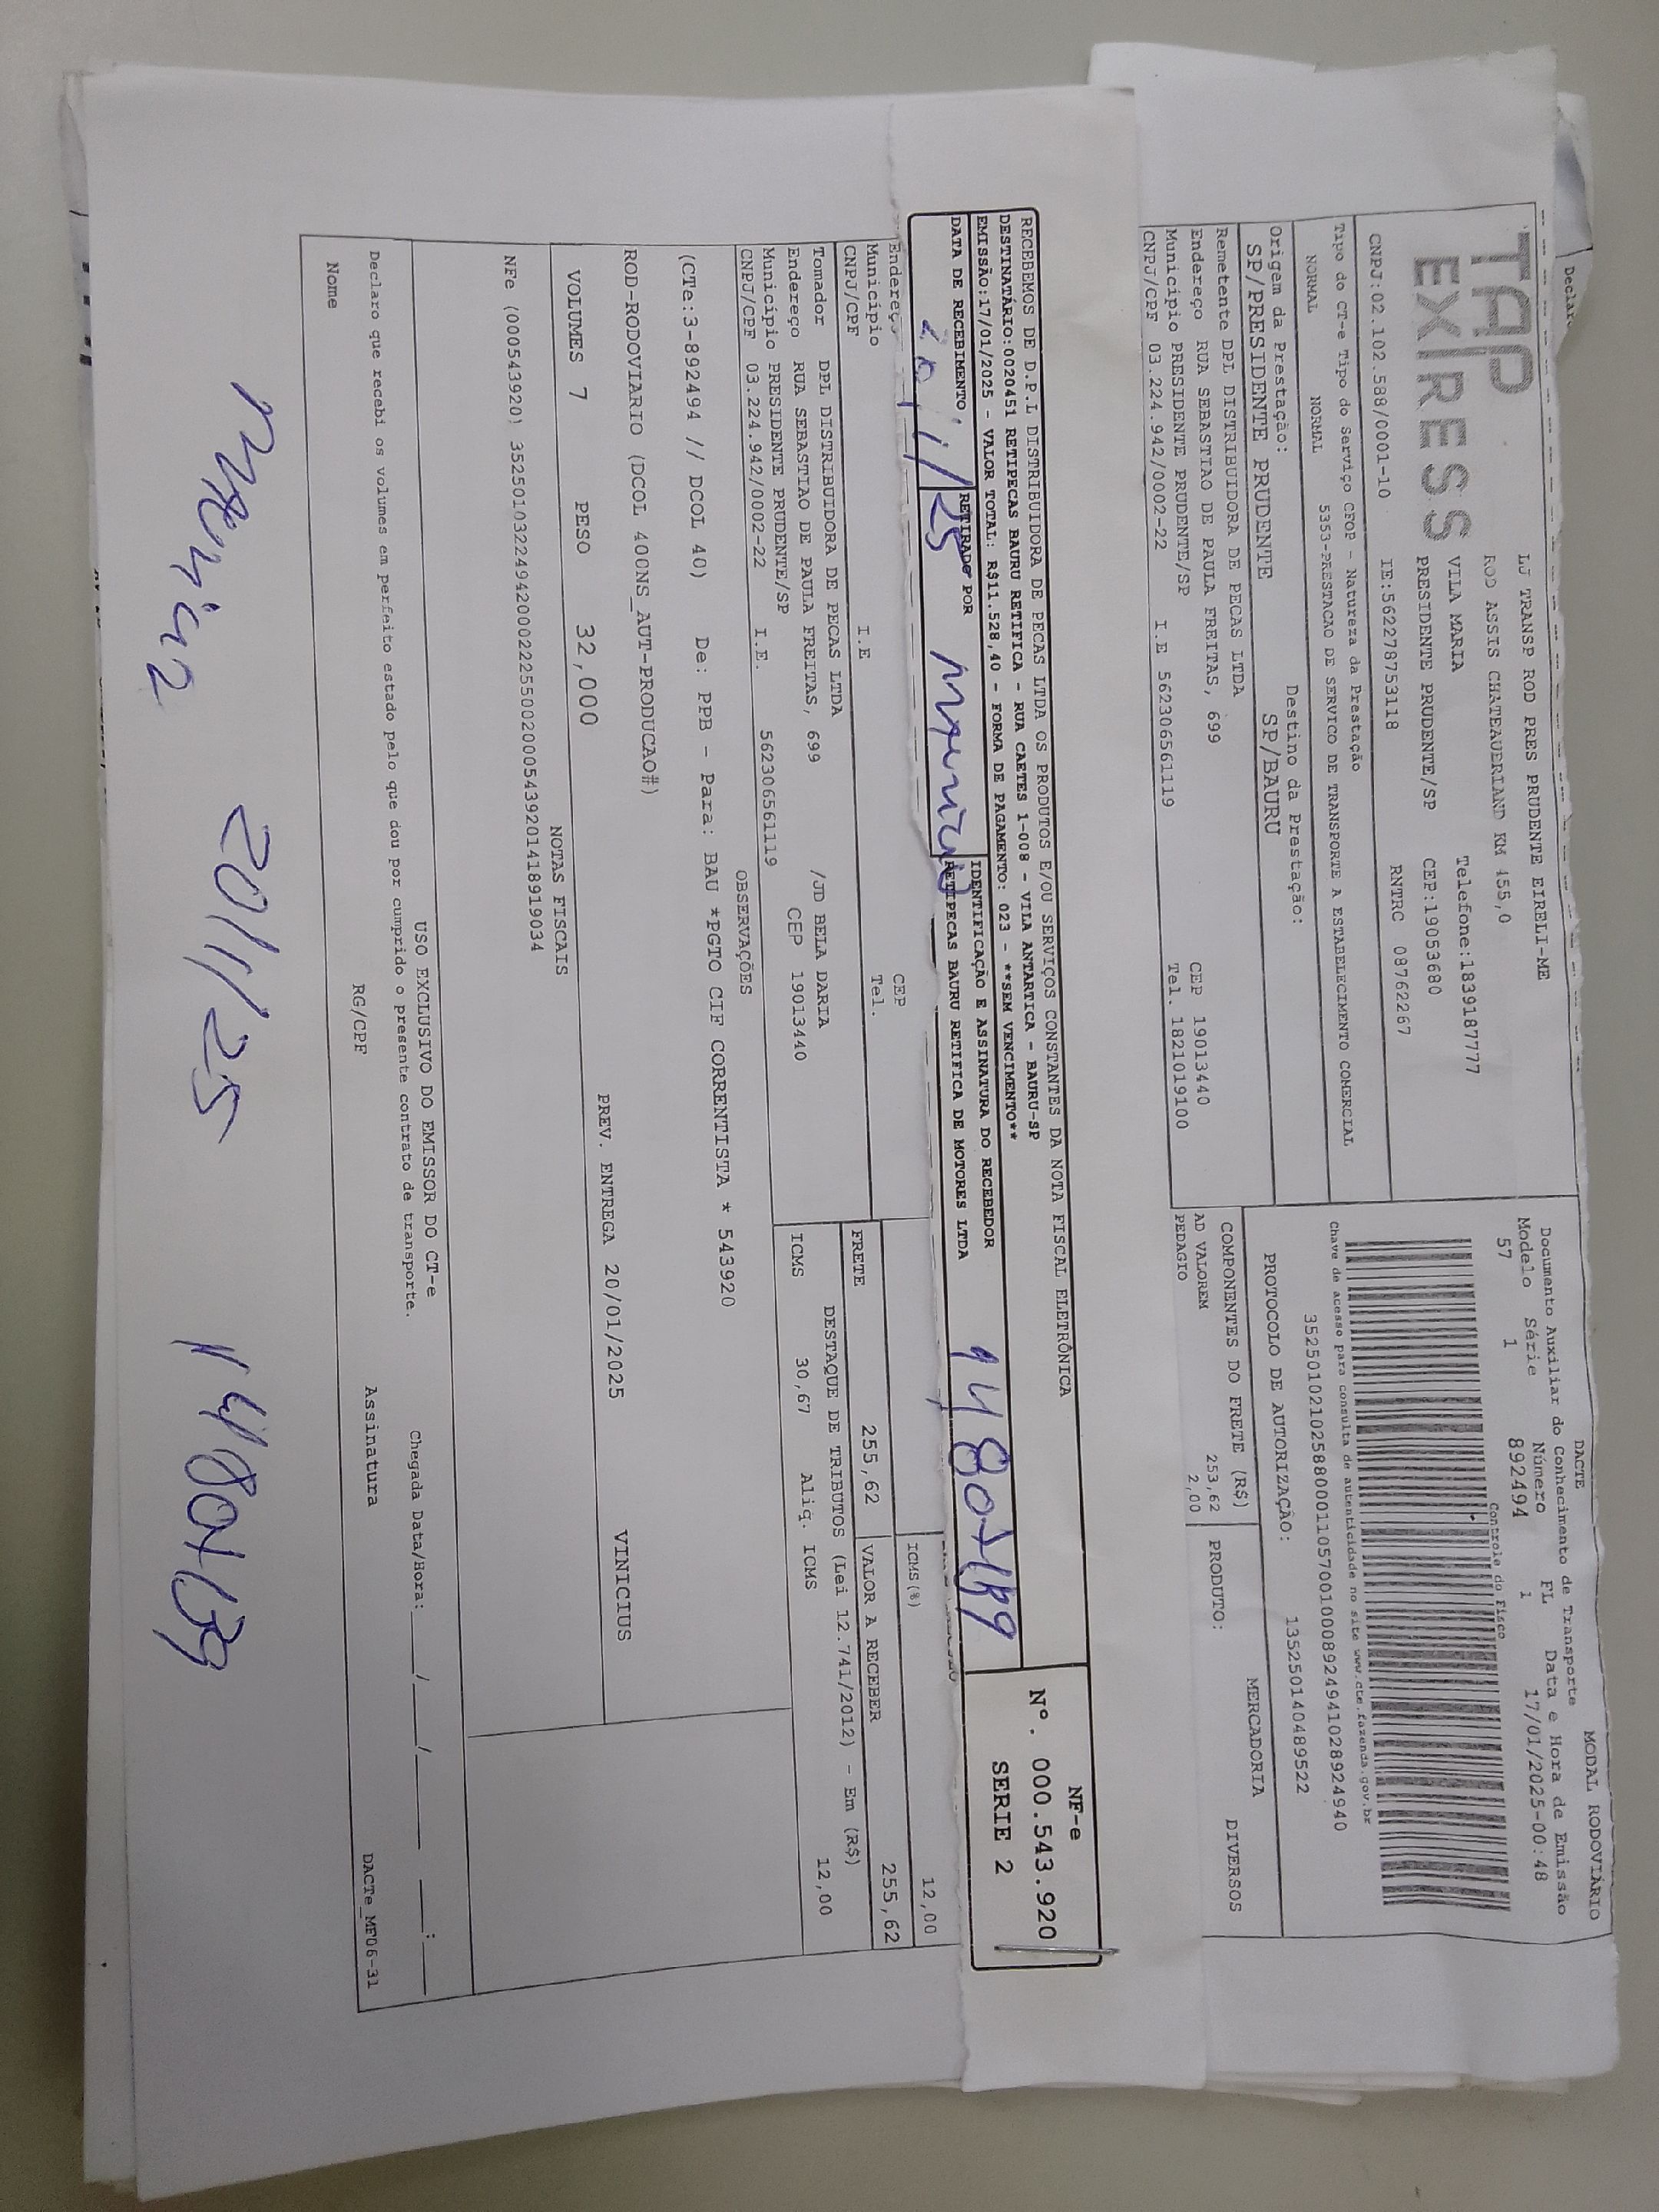 Declara
TAP
EXPRESS
LJ TRANSP ROD PRES PRUDENTE EIRELI-ME
ROD ASSIS CHATEAUBRIAND KM 455,0
VILA MARIA Telefone:1839187777
PRESIDENTE PRUDENTE/SP CEP:19053680
CNPJ:02.102.588/0001-10 IE:562278753118 RNTRC 08762267
DACTE MODAL RODOVIÁRIO
Documento Auxiliar do Conhecimento de Transporte
Modelo Série Número FL Data e Hora de Emissão
57 1 892494 1 17/01/2025-00:48
Controle do Fisco
Chave de acesso para consulta de autenticidade no site www.cte.fazenda.gov.br
35250102102588000110570010008924941028924940
PROTOCOLO DE AUTORIZAÇÃO: 135250140489522
Tipo do CT-e Tipo do Serviço CFOP - Natureza da Prestação
NORMAL NORMAL 5353-PRESTACAO DE SERVICO DE TRANSPORTE A ESTABELECIMENTO COMERCIAL
Origem da Prestação: Destino da Prestação:
SP/PRESIDENTE PRUDENTE SP/BAURU
Remetente DPL DISTRIBUIDORA DE PECAS LTDA
Endereço RUA SEBASTIAO DE PAULA FREITAS, 699 CEP 19013440
Municipio PRESIDENTE PRUDENTE/SP Tel. 1821019100
CNPJ/CPF 03.224.942/0002-22 I.E 562306561119
COMPONENTES DO FRETE (R$)
AD VALOREM 253,62
PEDAGIO 2,00
MERCADORIA
PRODUTO: DIVERSOS
RECEBEMOS DE D.P.L DISTRIBUIDORA DE PECAS LTDA OS PRODUTOS E/OU SERVIÇOS CONSTANTES DA NOTA FISCAL ELETRÔNICA
DESTINATÁRIO:0020451 RETIPECAS BAURU RETIFICA - RUA CAETES 1-008 - VILA ANTARTICA - BAURU-SP
EMISSÃO:17/01/2025 - VALOR TOTAL: R$11.528,40 - FORMA DE PAGAMENTO: 023 - **SEM VENCIMENTO**
DATA DE RECEBIMENTO RETIRADO POR IDENTIFICAÇÃO E ASSINATURA DO RECEBEDOR
RETIPECAS BAURU RETIFICA DE MOTORES LTDA
20/1/25
NF-e
Nº. 000.543.920
SERIE 2
Endereço CEP
Municipio Tel.
CNPJ/CPF I.E
ICMS(%) 12,00
Tomador DPL DISTRIBUIDORA DE PECAS LTDA
Endereço RUA SEBASTIAO DE PAULA FREITAS, 699 /JD BELA DARIA
Municipio PRESIDENTE PRUDENTE/SP CEP 19013440
CNPJ/CPF 03.224.942/0002-22 I.E. 562306561119
FRETE 255,62 VALOR A RECEBER 255,62
DESTAQUE DE TRIBUTOS (Lei 12.741/2012) - Em (R$)
ICMS 30,67 Aliq. ICMS 12,00
OBSERVAÇÕES
(CTe:3-892494 // DCOL 40) De: PPB - Para: BAU *PGTO CIF CORRENTISTA * 543920
ROD-RODOVIARIO (DCOL 400NS_AUT-PRODUCAO#)
VOLUMES 7 PESO 32,000 PREV. ENTREGA 20/01/2025 VINICIUS
NOTAS FISCAIS
NFe (000543920) 35250103224942000222550020005439201418919034
USO EXCLUSIVO DO EMISSOR DO CT-e
Declaro que recebi os volumes em perfeito estado pelo que dou por cumprido o presente contrato de transporte.
Chegada Data/Hora:____/____/______ ____:____
Nome RG/CPF Assinatura DACTe_MF06-31
20/1/25